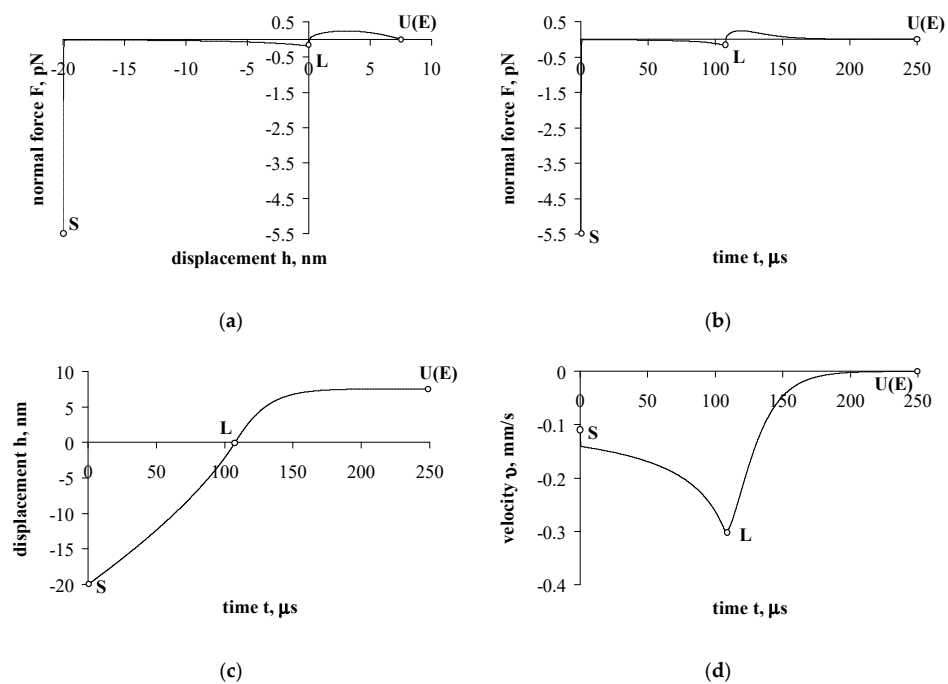 0.5
-0.5
-1.5
-2.5
-3.5
-4.5
-5.5
-20 -15 -10 -5 0 5 10
U(E)
L
S
normal force F, pN
displacement h, nm
(a)
0.5
-0.5
-1.5
-2.5
-3.5
-4.5
-5.5
0 50 100 150 200 250
U(E)
L
S
normal force F, pN
time t, μs
(b)
10
5
0
-5
-10
-15
-20
0 50 100 150 200 250
U(E)
L
S
displacement h, nm
time t, μs
(c)
0
-0.1
-0.2
-0.3
-0.4
0 50 100 150 200 250
U(E)
S
L
velocity υ, mm/s
time t, μs
(d)